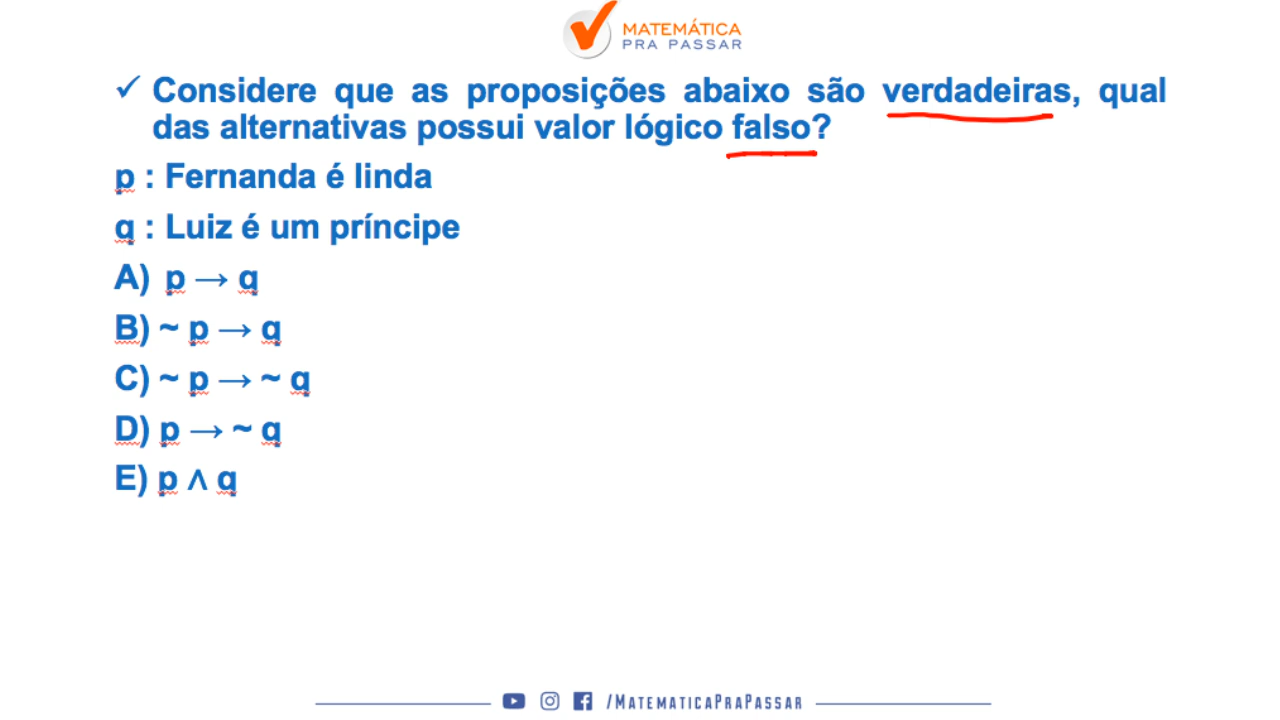 MATEMÁTICA
PRA PASSAR
✓ Considere que as proposições abaixo são verdadeiras, qual
das alternativas possui valor lógico falso?
p : Fernanda é linda
q : Luiz é um príncipe
A) p → q
B) ~ p → q
C) ~ p → ~ q
D) p → ~ q
E) p ∧ q
/MATEMATICAPRAPASSAR